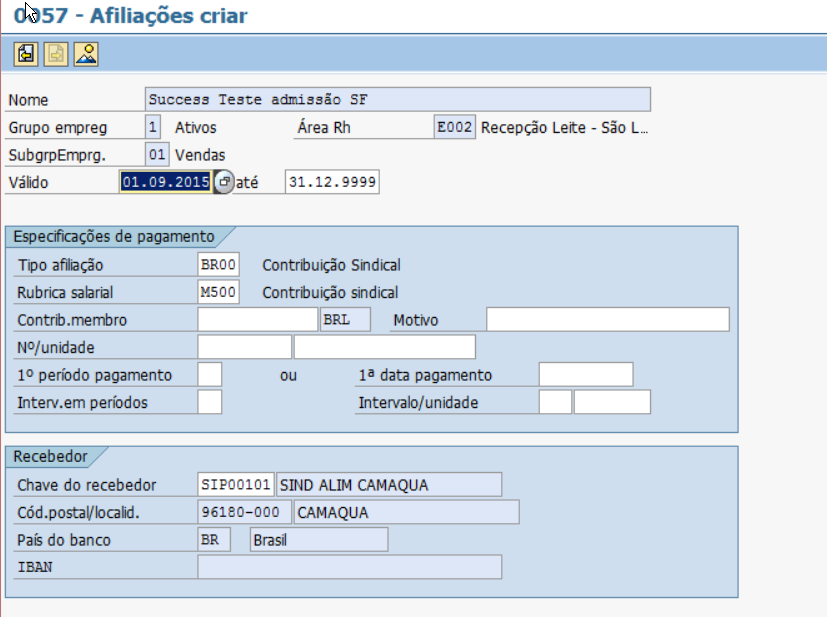 0057 - Afiliações criar
Nome Success Teste admissão SF
Grupo empreg 1 Ativos Área Rh E002 Recepção Leite - São L...
SubgrpEmprg. 01 Vendas
Válido 01.09.2015 até 31.12.9999
Especificações de pagamento
Tipo afiliação BR00 Contribuição Sindical
Rubrica salarial M500 Contribuição sindical
Contrib.membro BRL Motivo
Nº/unidade
1º período pagamento ou 1ª data pagamento
Interv.em períodos Intervalo/unidade
Recebedor
Chave do recebedor SIP00101 SIND ALIM CAMAQUA
Cód.postal/localid. 96180-000 CAMAQUA
País do banco BR Brasil
IBAN